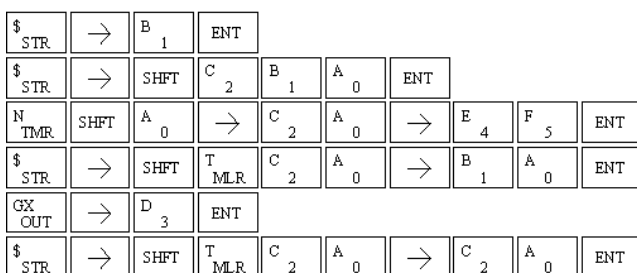 $ STR → B 1 ENT
$ STR → SHFT C 2 B 1 A 0 ENT
N TMR SHFT A 0 → C 2 A 0 → E 4 F 5 ENT
$ STR → SHFT T MLR C 2 A 0 → B 1 A 0 ENT
GX OUT → D 3 ENT
$ STR → SHFT T MLR C 2 A 0 → C 2 A 0 ENT